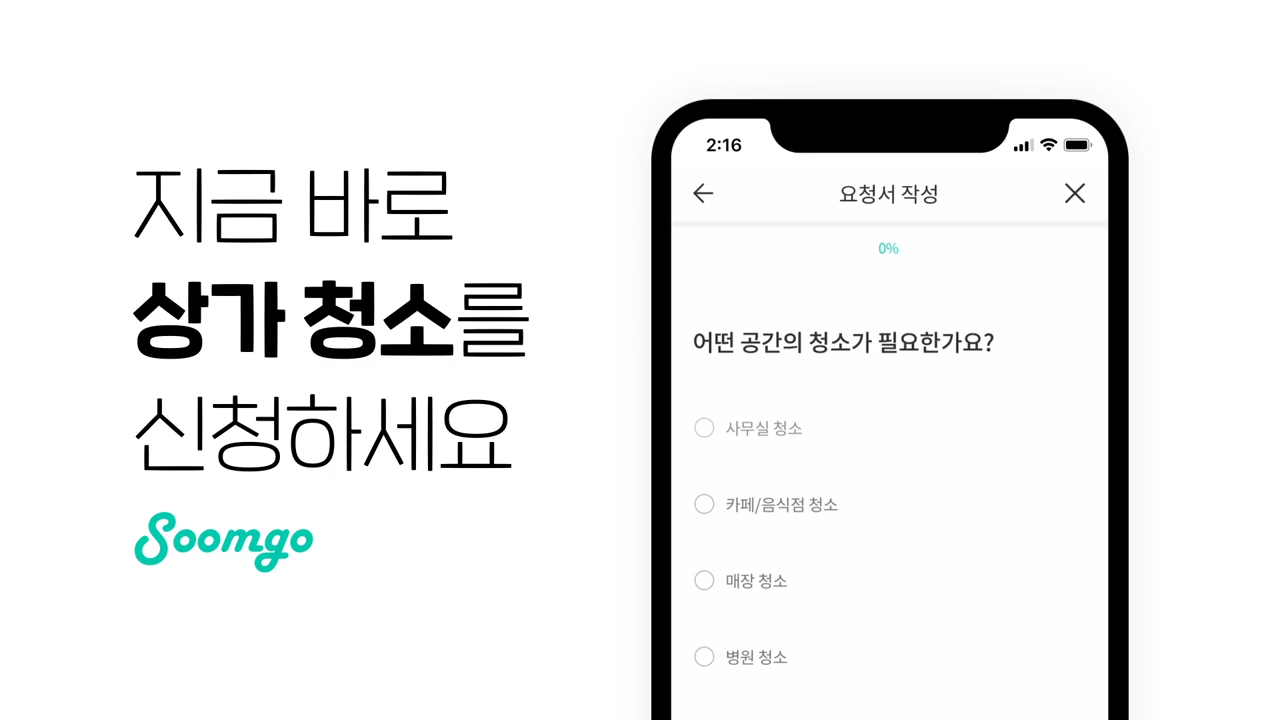 지금 바로
상가 청소를
신청하세요
Soomgo
2:16
요청서 작성
0%
어떤 공간의 청소가 필요한가요?
사무실 청소
카페/음식점 청소
매장 청소
병원 청소